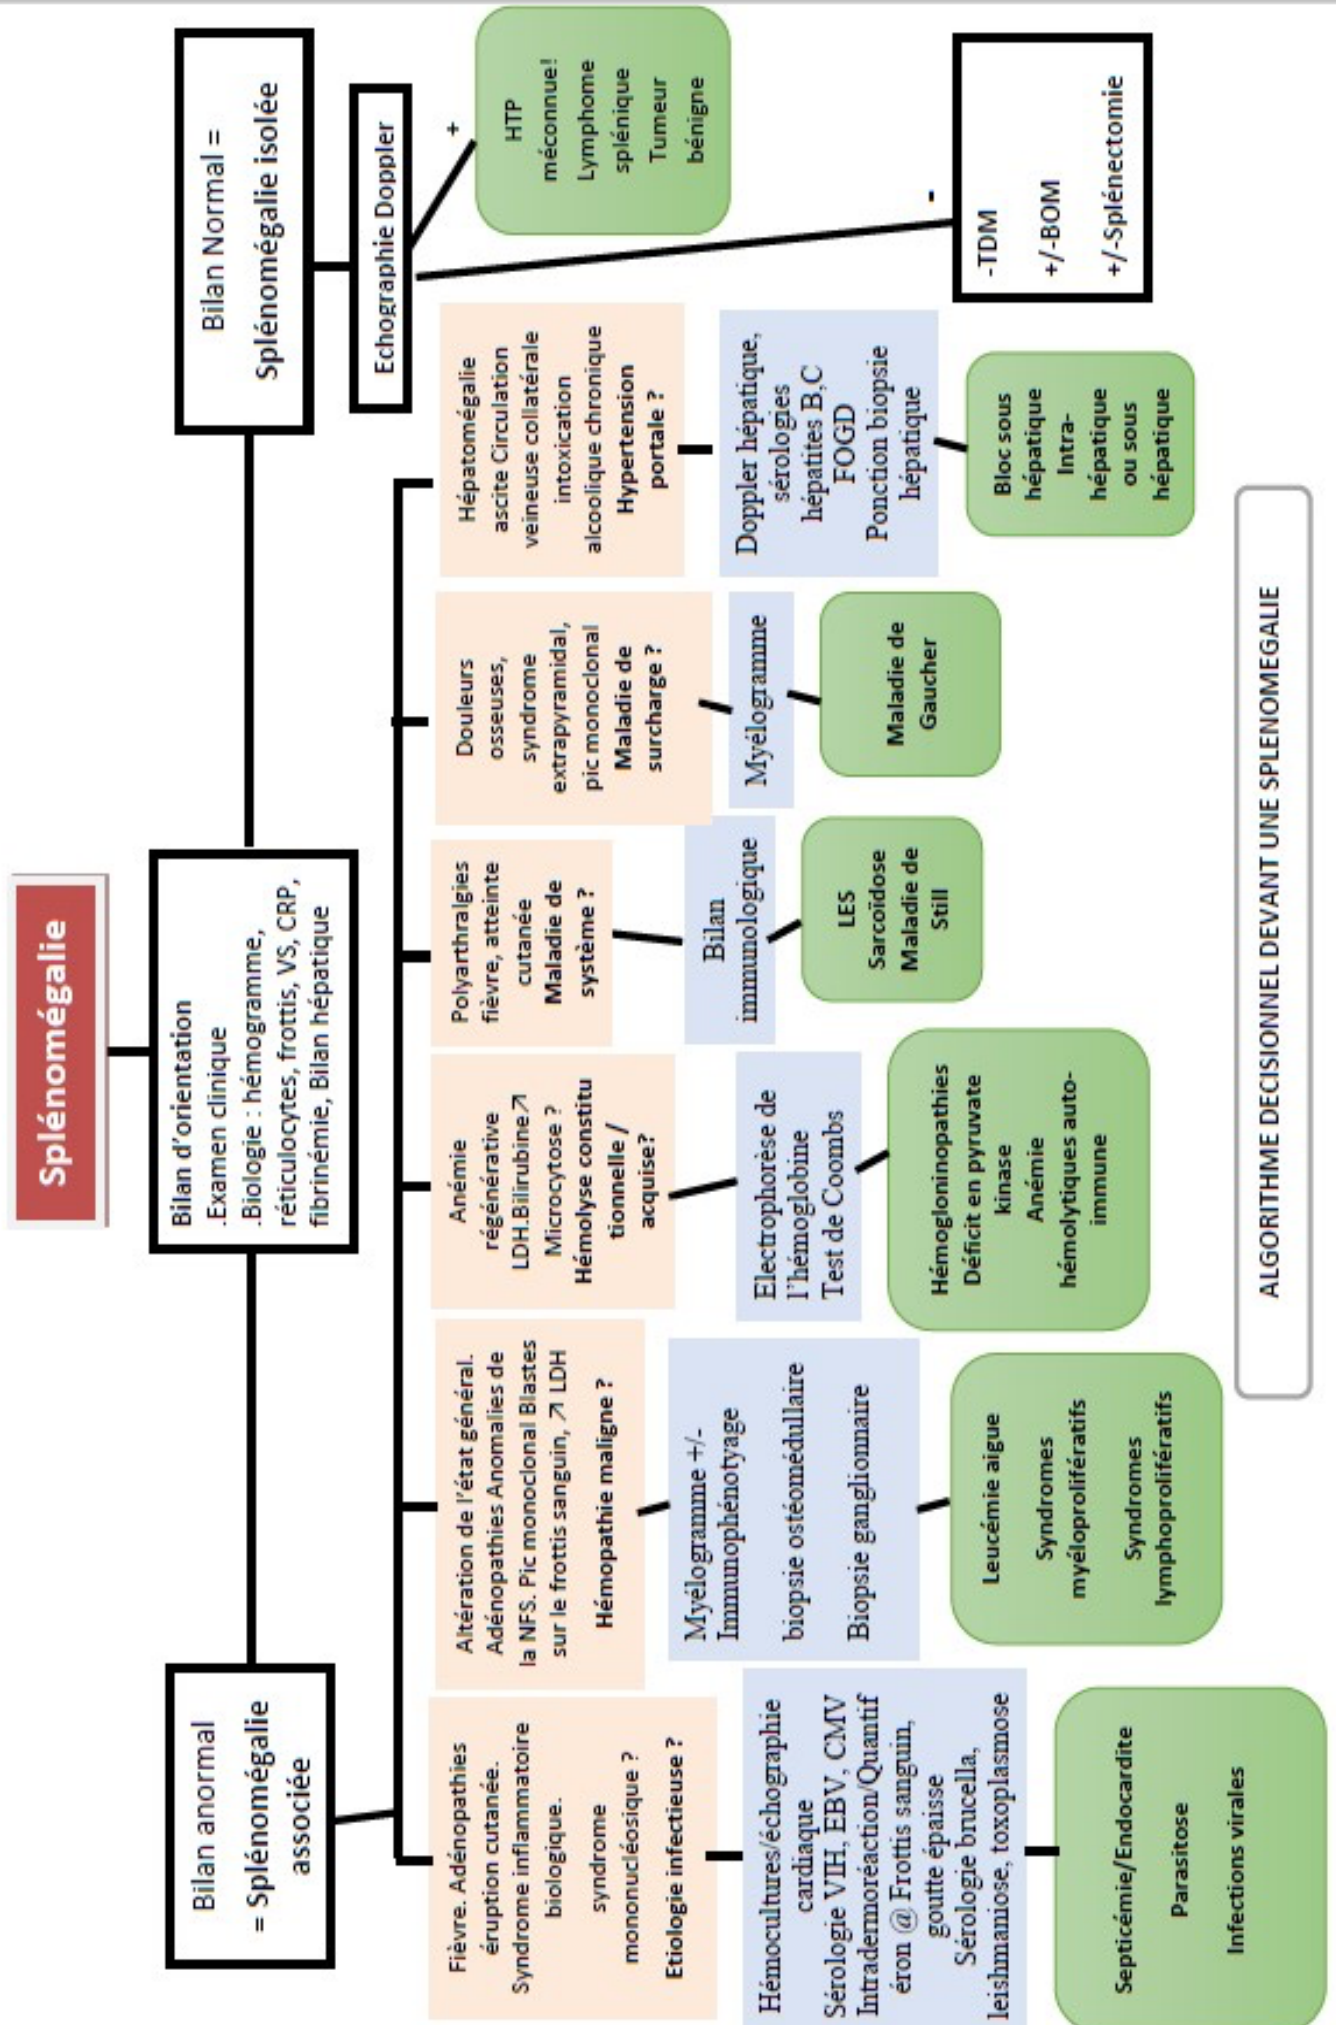 Splénomégalie
Bilan d'orientation
.Examen clinique
.Biologie : hémogramme,
réticulocytes, frottis, VS, CRP,
fibrinémie, Bilan hépatique
Bilan anormal
= Splénomégalie
associée
Bilan Normal =
Splénomégalie isolée
Echographie Doppler
+
HTP
méconnue!
Lymphome
splénique
Tumeur
bénigne
-
-TDM
+/-BOM
+/-Splénectomie
Fièvre. Adénopathies
éruption cutanée.
Syndrome inflammatoire
biologique.
syndrome
mononucléosique ?
Etiologie infectieuse ?
Hémocultures/échographie
cardiaque
Sérologie VIH, EBV, CMV
Intradermoréaction/Quantif
éron @ Frottis sanguin,
goutte épaisse
Sérologie brucella,
leishmaniose, toxoplasmose
Septicémie/Endocardite
Parasitose
Infections virales
Altération de l'état général.
Adénopathies Anomalies de
la NFS. Pic monoclonal Blastes
sur le frottis sanguin, ↗ LDH
Hémopathie maligne ?
Myélogramme +/-
Immunophénotyage
biopsie ostéomédullaire
Biopsie ganglionnaire
Leucémie aigue
Syndromes
myéloprolifératifs
Syndromes
lymphoprolifératifs
Anémie
régénérative
LDH.Bilirubine↗
Microcytose ?
Hémolyse constitu
tionnelle /
acquise?
Electrophorèse de
l'hémoglobine
Test de Coombs
Hémogloninopathies
Déficit en pyruvate
kinase
Anémie
hémolytiques auto-
immune
Polyarthralgies
fièvre, atteinte
cutanée
Maladie de
système ?
Bilan
immunologique
LES
Sarcoïdose
Maladie de
Still
Douleurs
osseuses,
syndrome
extrapyramidal,
pic monoclonal
Maladie de
surcharge ?
Myélogramme
Maladie de
Gaucher
Hépatomégalie
ascite Circulation
veineuse collatérale
intoxication
alcoolique chronique
Hypertension
portale ?
Doppler hépatique,
sérologies
hépatites B,C
FOGD
Ponction biopsie
hépatique
Bloc sous
hépatique
Intra-
hépatique
ou sous
hépatique
ALGORITHME DECISIONNEL DEVANT UNE SPLENOMEGALIE